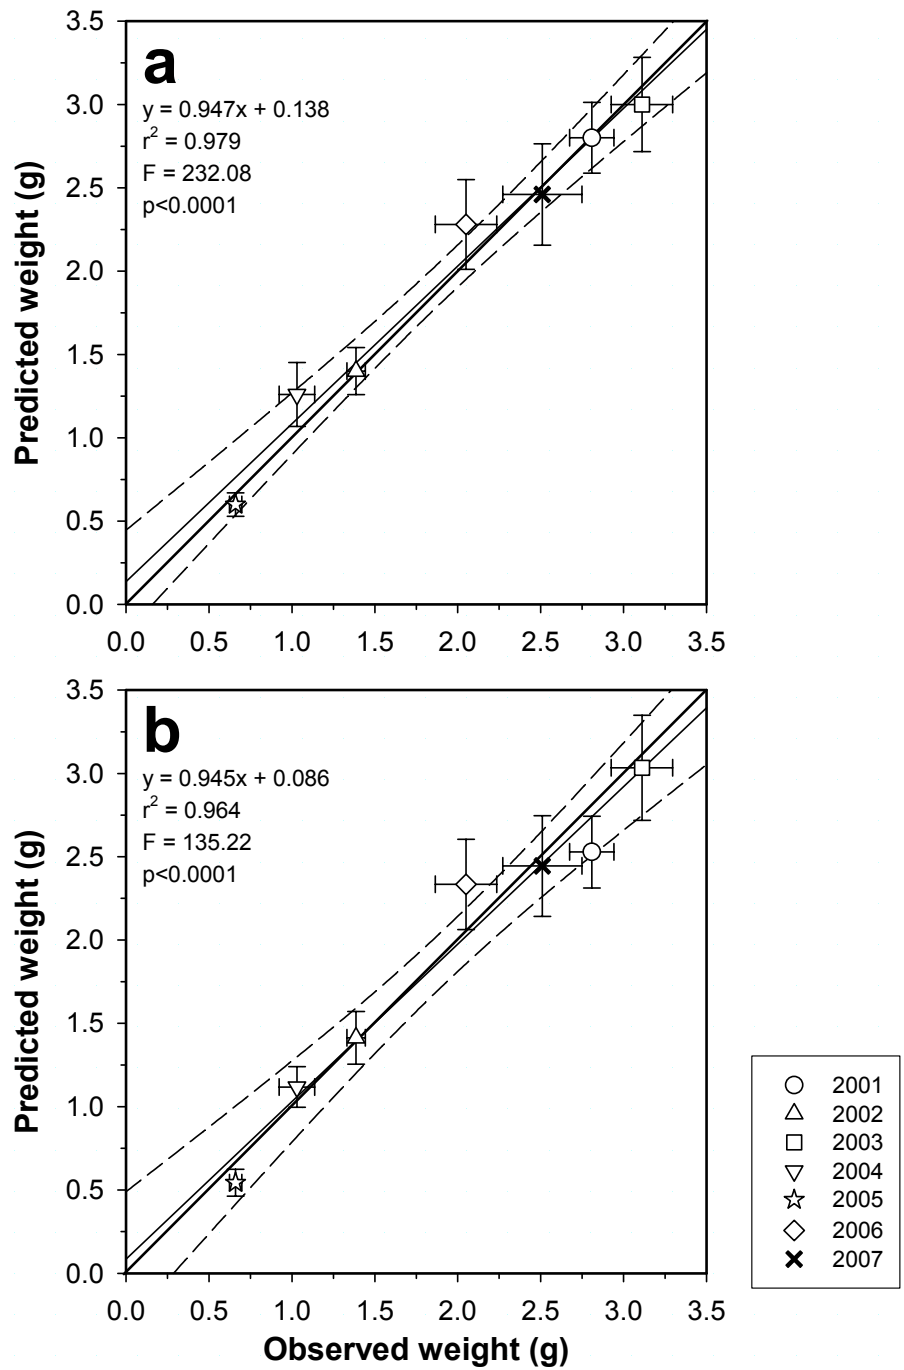 3.5
3.0
2.5
2.0
1.5
1.0
0.5
0.0
Predicted weight (g)
a
y = 0.947x + 0.138
r² = 0.979
F = 232.08
p<0.0001
0.0 0.5 1.0 1.5 2.0 2.5 3.0 3.5
3.5
3.0
2.5
2.0
1.5
1.0
0.5
0.0
Predicted weight (g)
b
y = 0.945x + 0.086
r² = 0.964
F = 135.22
p<0.0001
0.0 0.5 1.0 1.5 2.0 2.5 3.0 3.5
Observed weight (g)
2001
2002
2003
2004
2005
2006
2007